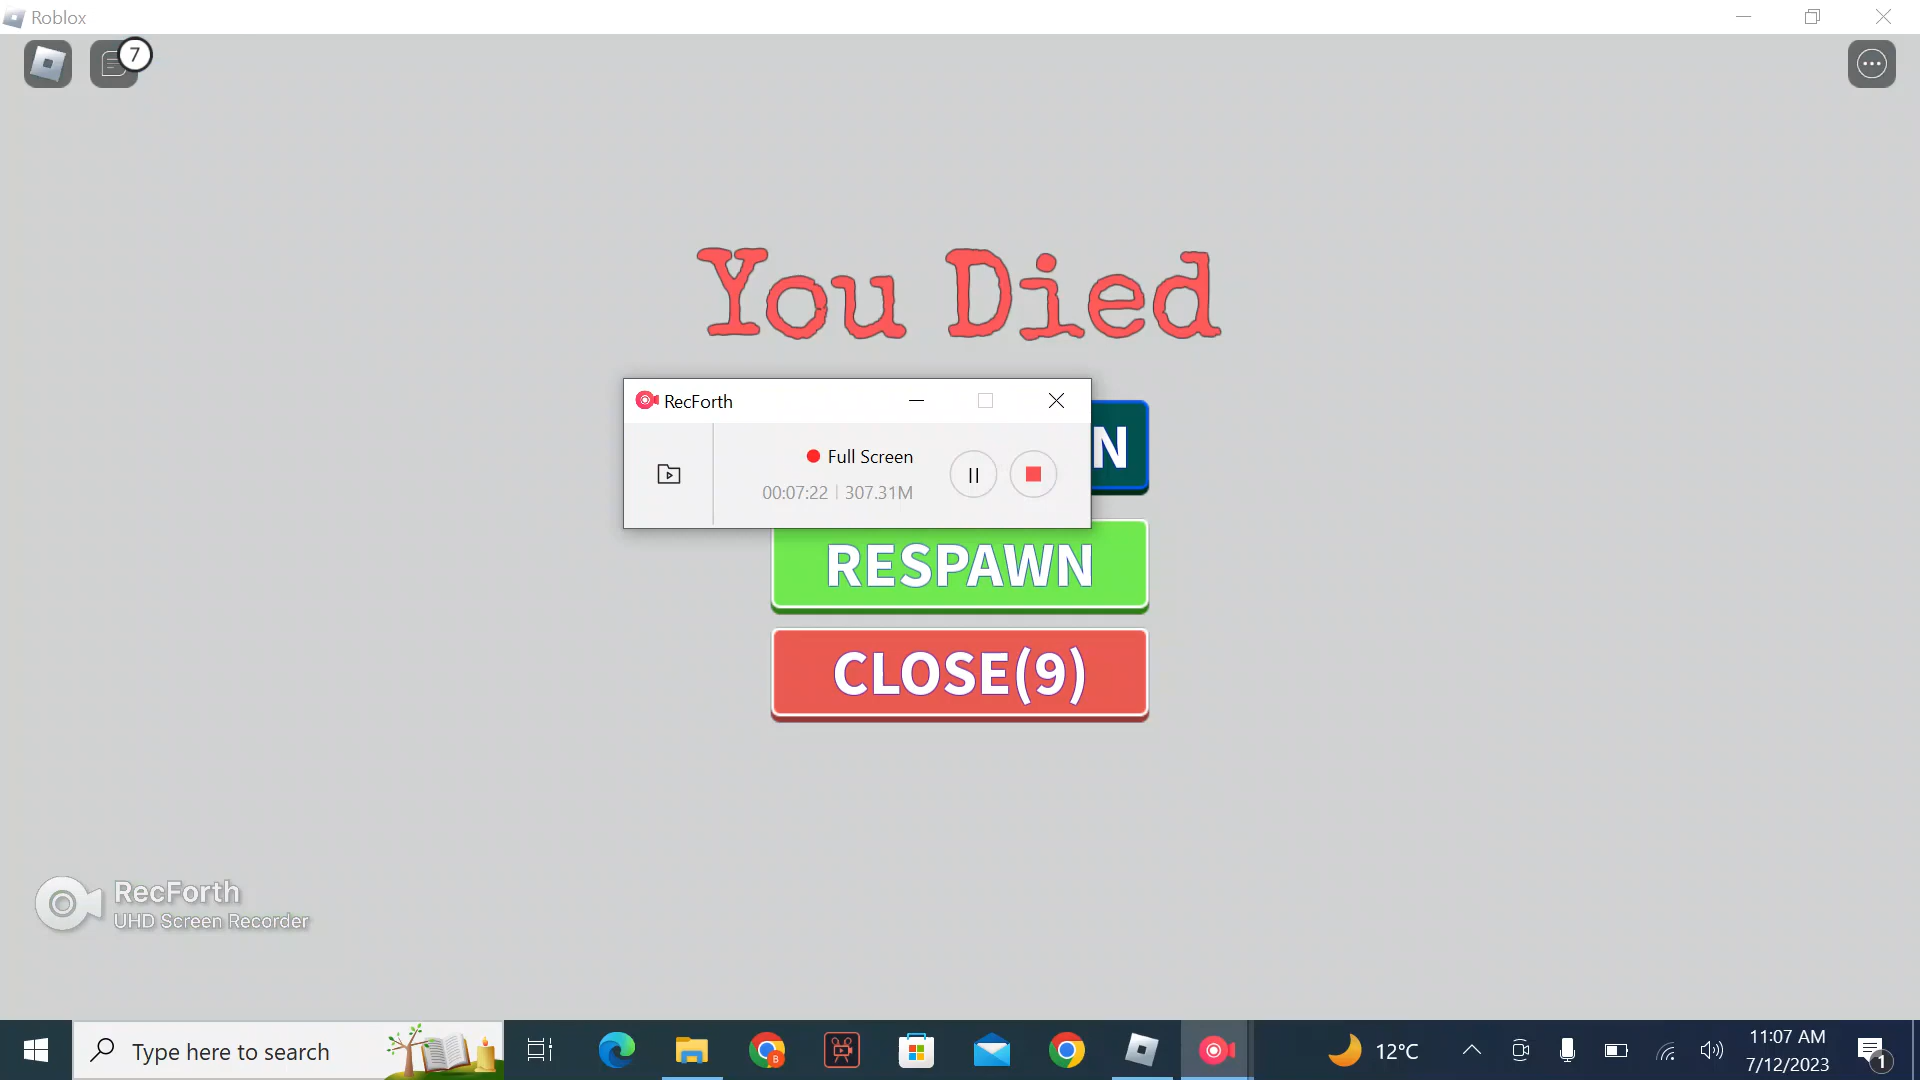 Roblox
7
You Died
RecForth
N
Full Screen
00:07:22 | 307.31M
RESPAWN
CLOSE(9)
RecForth
UHD Screen Recorder
Type here to search
B
12°C
11:07 AM
7/12/2023
1